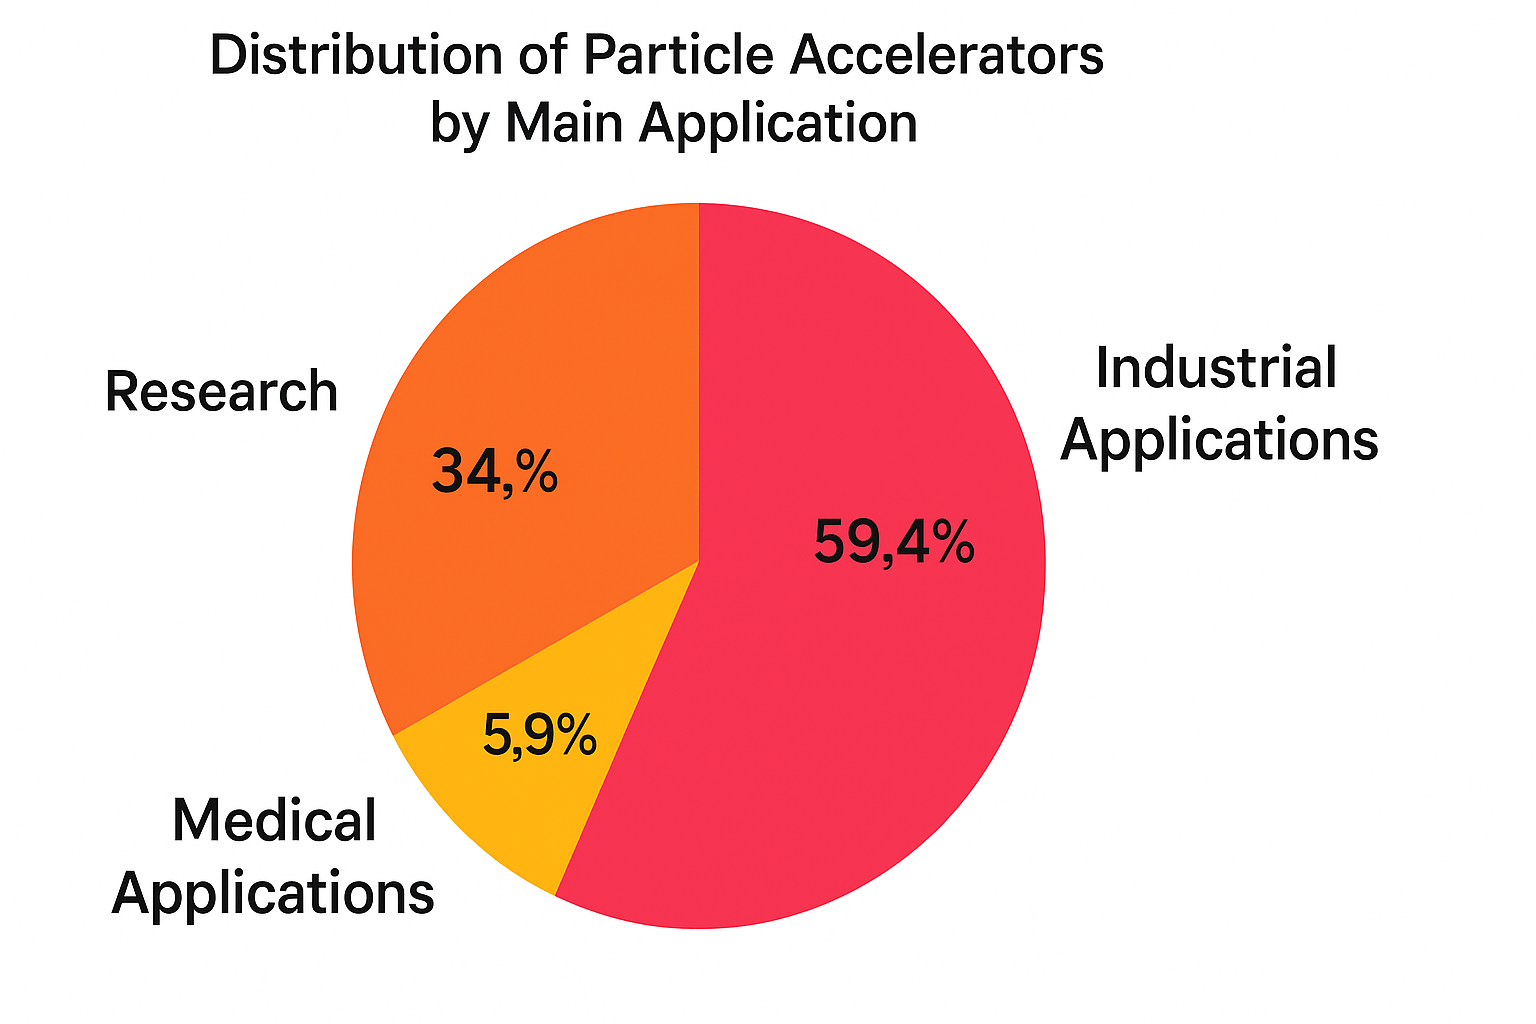 Distribution of Particle Accelerators
by Main Application
Research
34,%
Industrial
Applications
59,4%
5,9%
Medical
Applications